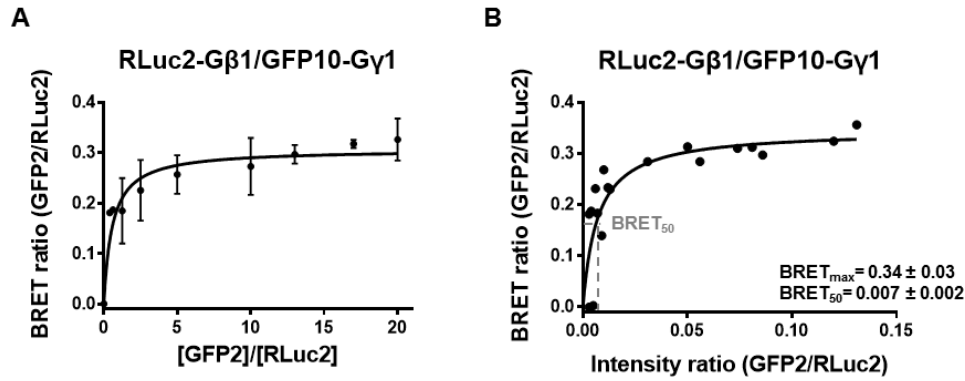 A
RLuc2-Gβ1/GFP10-Gγ1
BRET ratio (GFP2/RLuc2)
0.4
0.3
0.2
0.1
0.0
0 5 10 15 20
[GFP2]/[RLuc2]
B
RLuc2-Gβ1/GFP10-Gγ1
BRET ratio (GFP2/RLuc2)
0.4
0.3
0.2
0.1
0.0
BRET50
BRETmax= 0.34 ± 0.03
BRET50= 0.007 ± 0.002
0.00 0.05 0.10 0.15
Intensity ratio (GFP2/RLuc2)